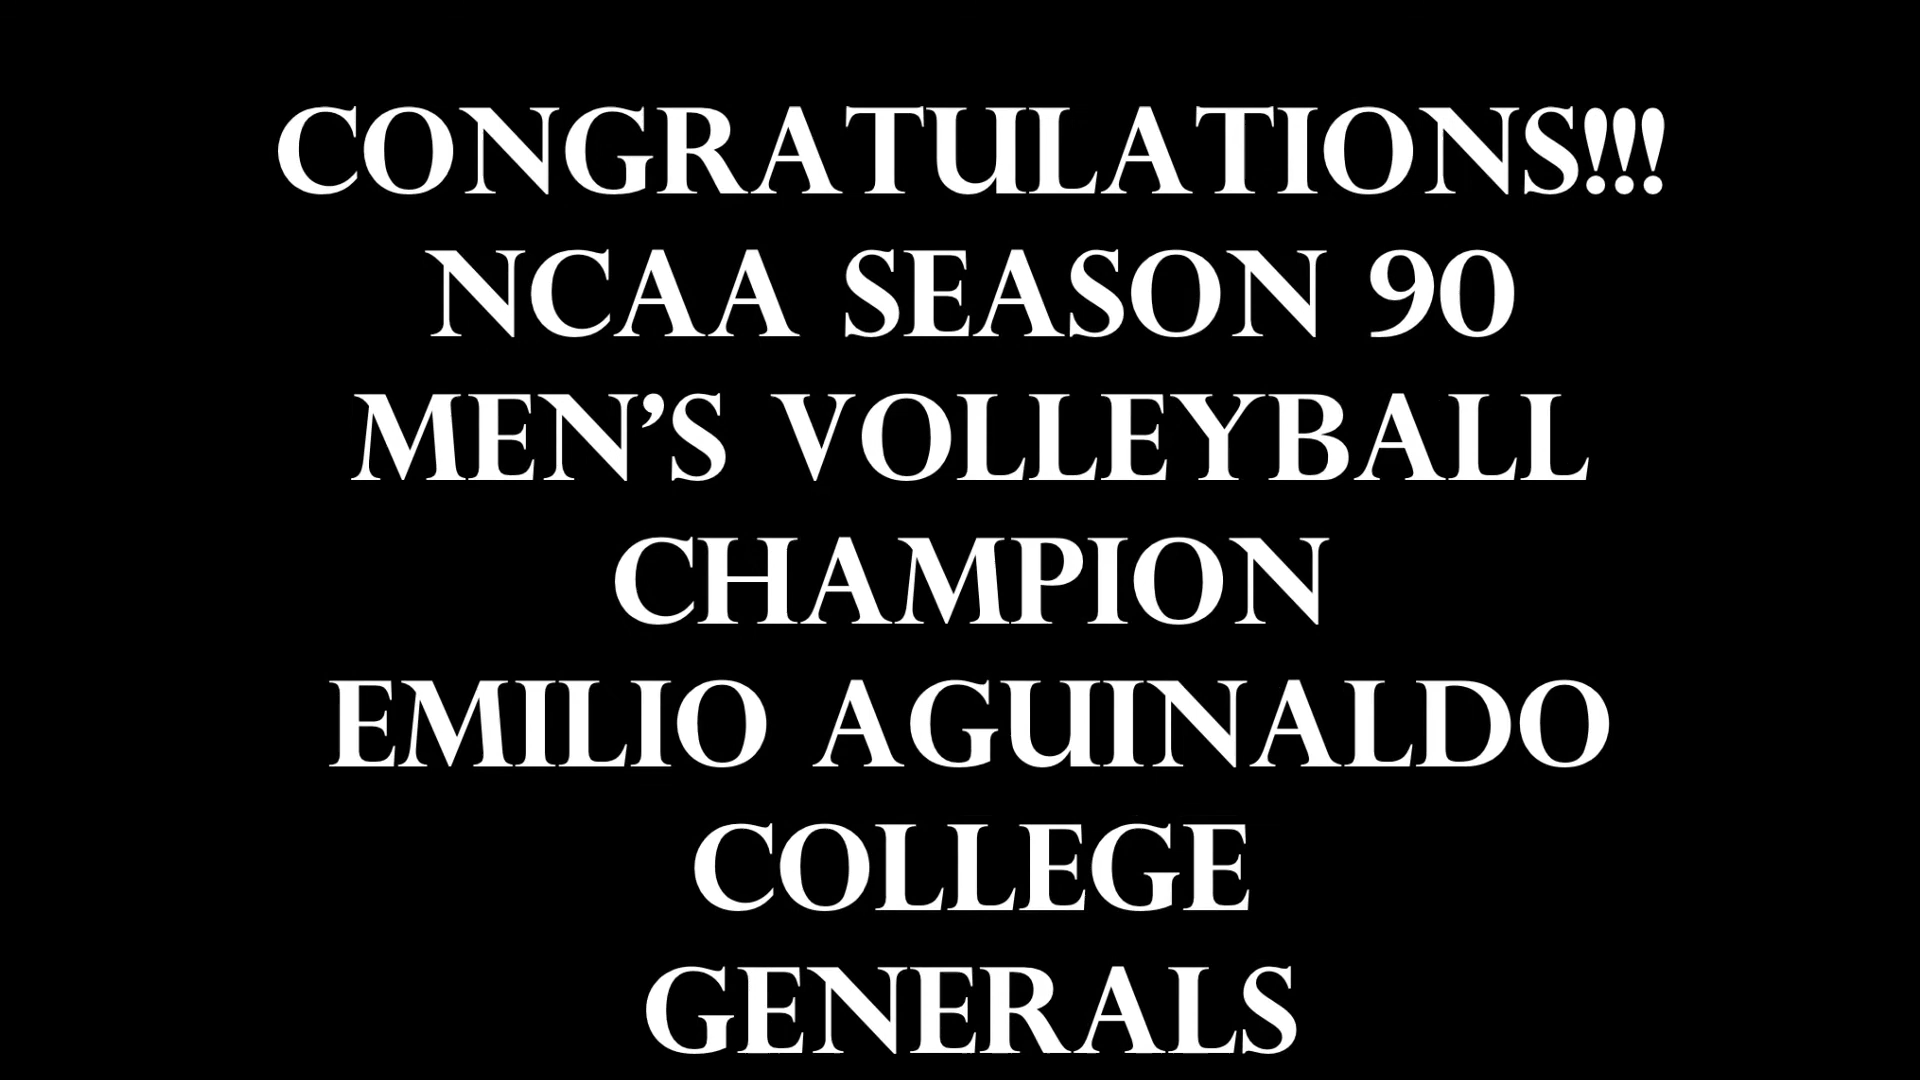 CONGRATULATIONS!!!
NCAA SEASON 90
MEN’S VOLLEYBALL
CHAMPION
EMILIO AGUINALDO
COLLEGE
GENERALS